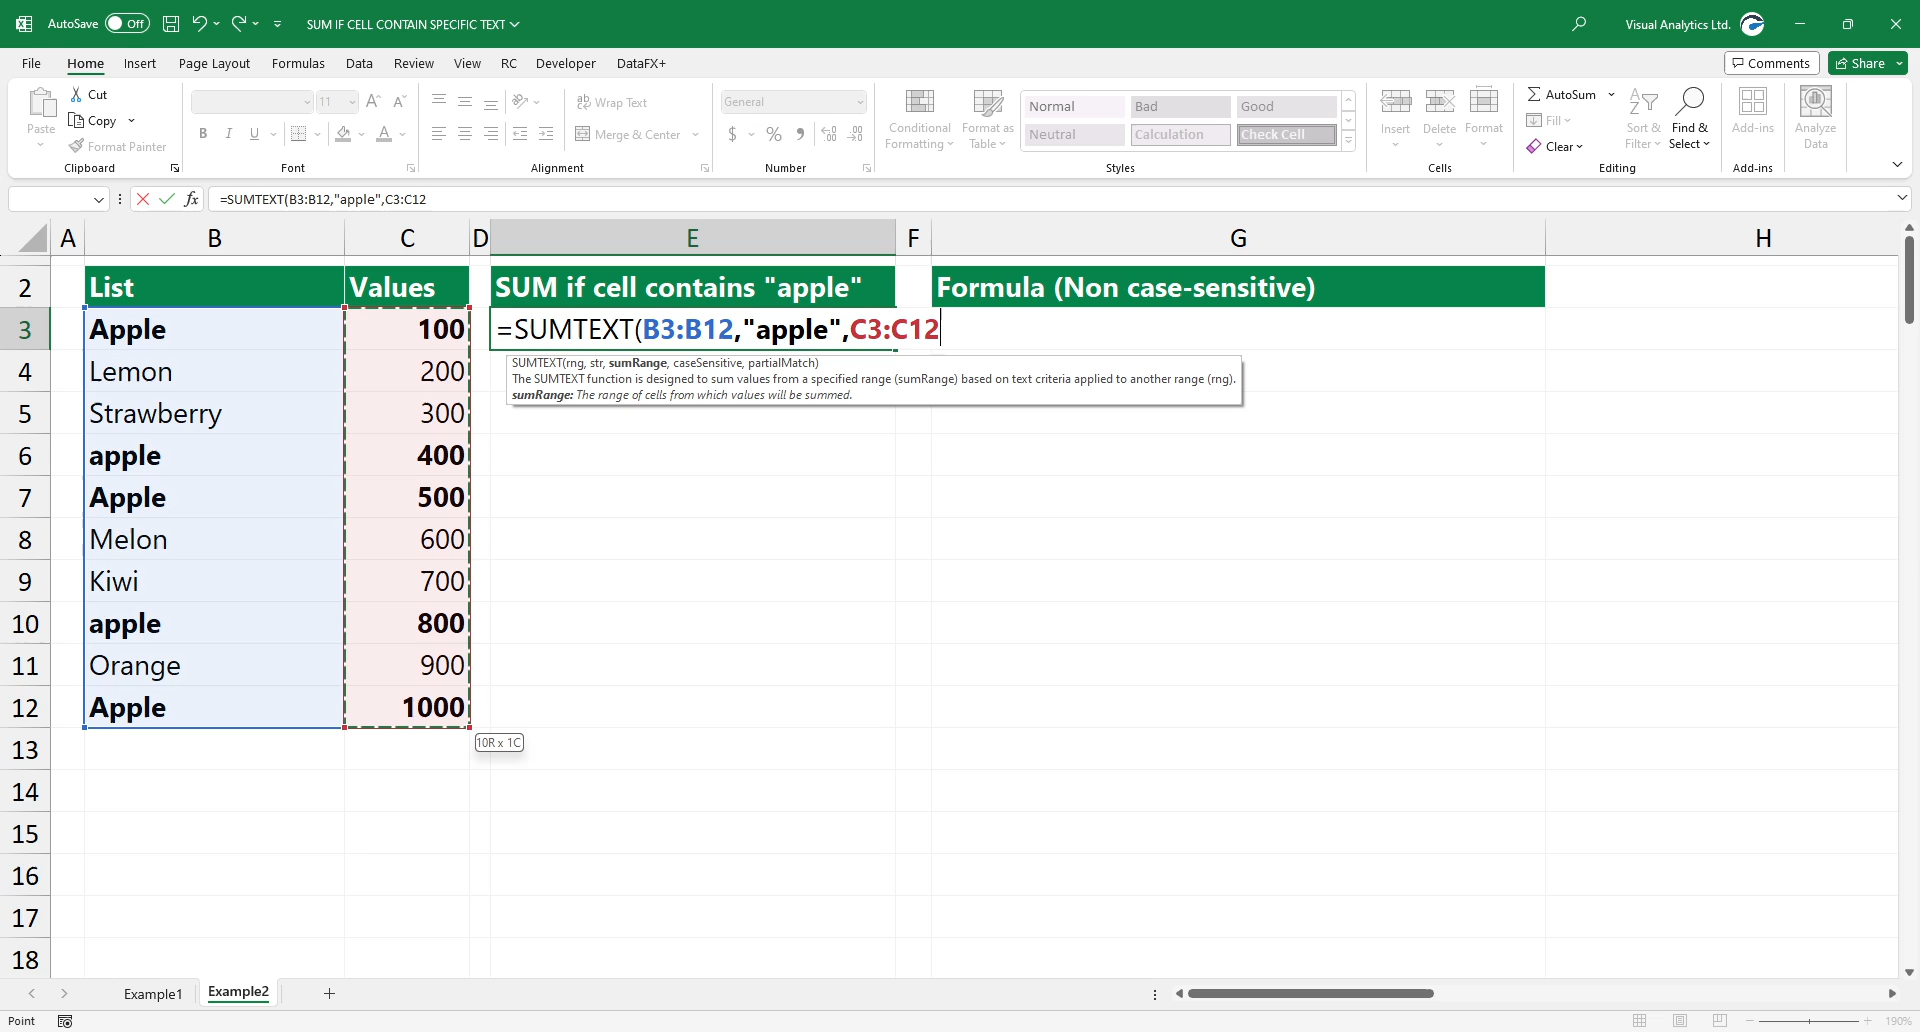 AutoSave Off SUM IF CELL CONTAIN SPECIFIC TEXT Visual Analytics Ltd.
File Home Insert Page Layout Formulas Data Review View RC Developer DataFX+ Comments Share
Paste Cut Copy Format Painter
Clipboard
11 B I U
Font
ab Wrap Text
Merge & Center
Alignment
General
$ % 9
Number
Conditional Formatting
Format as Table
Normal Bad Good
Neutral Calculation Check Cell
Styles
Insert Delete Format
Cells
AutoSum
Fill
Clear
Sort & Filter
Find & Select
Editing
Add-ins
Add-ins
Analyze Data
fx =SUMTEXT(B3:B12,"apple",C3:C12
A B C D E F G H
2 List Values SUM if cell contains "apple" Formula (Non case-sensitive)
3 Apple 100 =SUMTEXT(B3:B12,"apple",C3:C12
SUMTEXT(rng, str, sumRange, caseSensitive, partialMatch)
The SUMTEXT function is designed to sum values from a specified range (sumRange) based on text criteria applied to another range (rng).
sumRange: The range of cells from which values will be summed.
4 Lemon 200
5 Strawberry 300
6 apple 400
7 Apple 500
8 Melon 600
9 Kiwi 700
10 apple 800
11 Orange 900
12 Apple 1000
10R x 1C
13
14
15
16
17
18
Example1 Example2
Point 190%